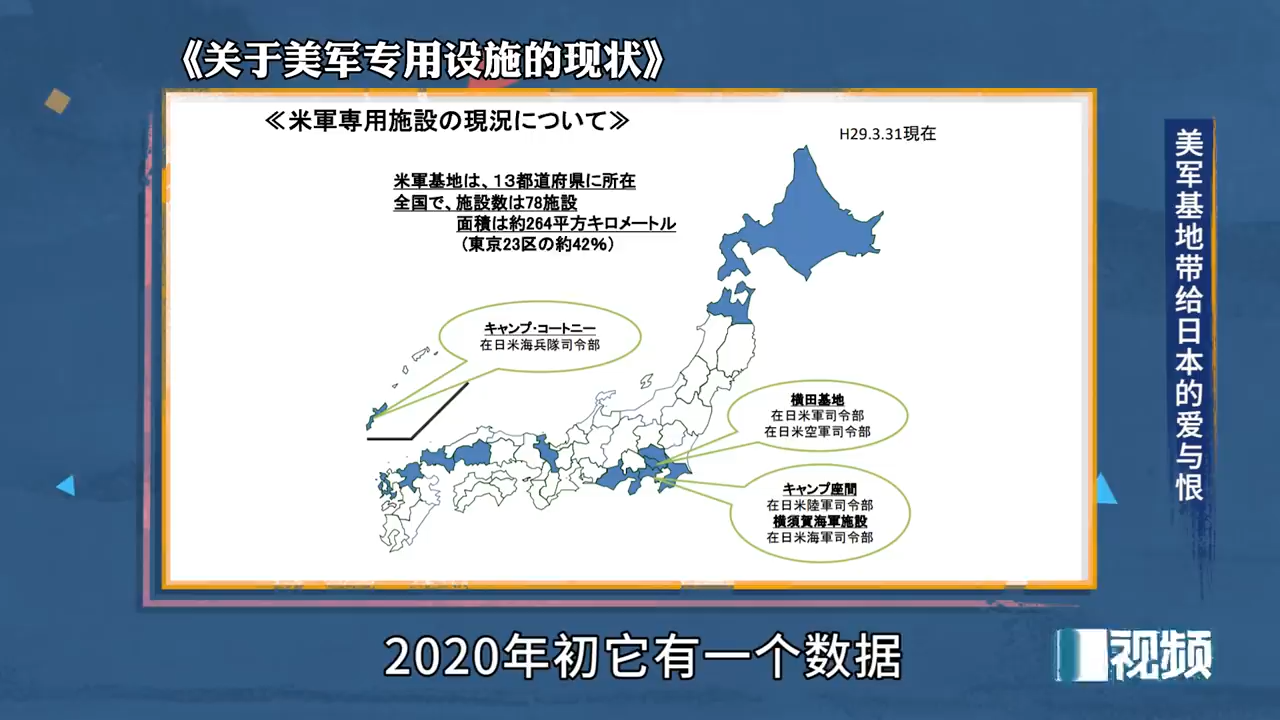 《关于美军专用设施的现状》
≪米軍専用施設の現況について≫
H29.3.31現在
米軍基地は、13都道府県に所在
全国で、施設数は78施設
面積は約264平方キロメートル
(東京23区の約42%)
キャンプ・コートニー
在日米海兵隊司令部
横田基地
在日米軍司令部
在日米空軍司令部
キャンプ座間
在日米陸軍司令部
横須賀海軍施設
在日米海軍司令部
美军基地带给日本的爱与恨
2020年初它有一个数据
视频